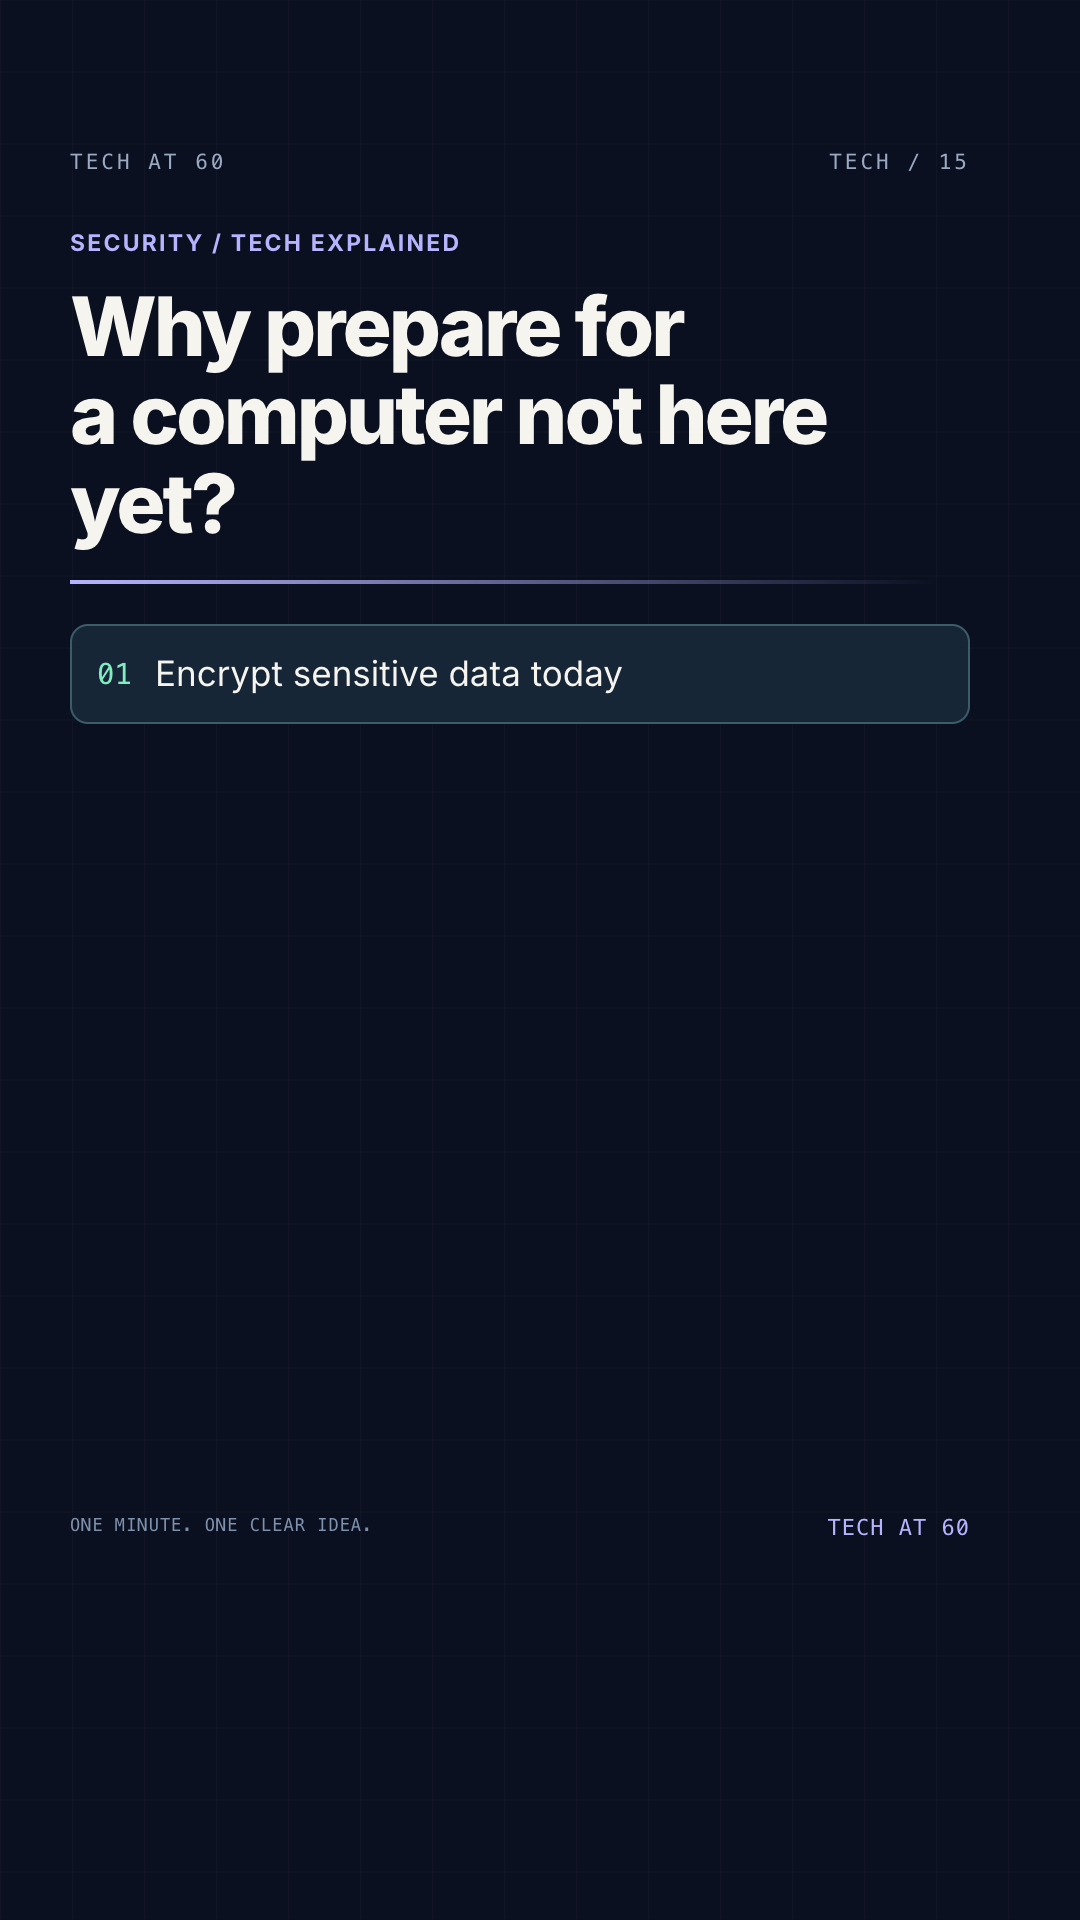 TECH AT 60
TECH / 15
SECURITY / TECH EXPLAINED
Why prepare for
a computer not here
yet?
01 Encrypt sensitive data today
ONE MINUTE. ONE CLEAR IDEA.
TECH AT 60